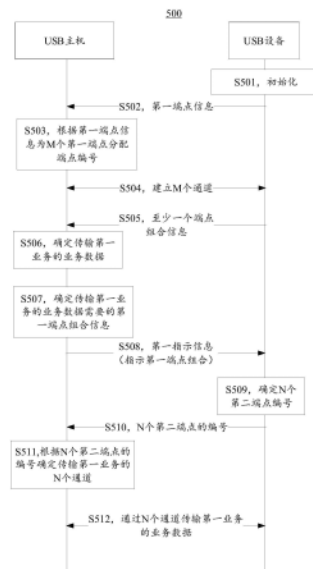 500
USB主机
USB设备
S501，初始化
S502，第一端点信息
S503，根据第一端点信
息为M个第一端点分配
端点编号
S504，建立M个通道
S505，至少一个端点
组合信息
S506，确定传输第一
业务的业务数据
S507，确定传输第一业
务的业务数据需要的第
一端点组合信息
S508，第一指示信息
（指示第一端点组合）
S509，确定N个
第二端点编号
S510，N个第二端点的编号
S511,根据N个第二端点的
编号确定传输第一业务的
N个通道
S512，通过N个通道传输第一业务
的业务数据